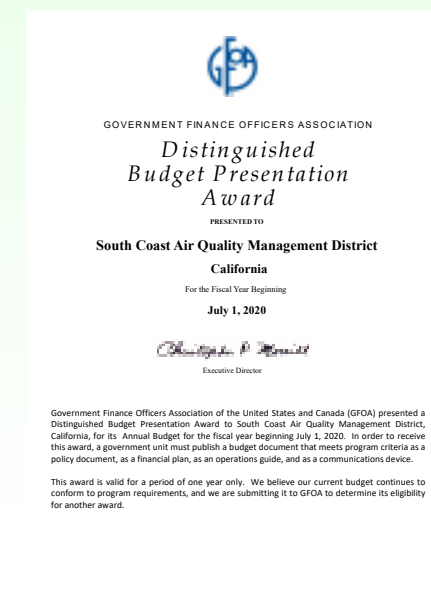 GFOA
GOVERNMENT FINANCE OFFICERS ASSOCIATION
Distinguished
Budget Presentation
Award
PRESENTED TO
South Coast Air Quality Management District
California
For the Fiscal Year Beginning
July 1, 2020
Executive Director
Government Finance Officers Association of the United States and Canada (GFOA) presented a
Distinguished Budget Presentation Award to South Coast Air Quality Management District,
California, for its Annual Budget for the fiscal year beginning July 1, 2020. In order to receive
this award, a government unit must publish a budget document that meets program criteria as a
policy document, as a financial plan, as an operations guide, and as a communications device.
This award is valid for a period of one year only. We believe our current budget continues to
conform to program requirements, and we are submitting it to GFOA to determine its eligibility
for another award.